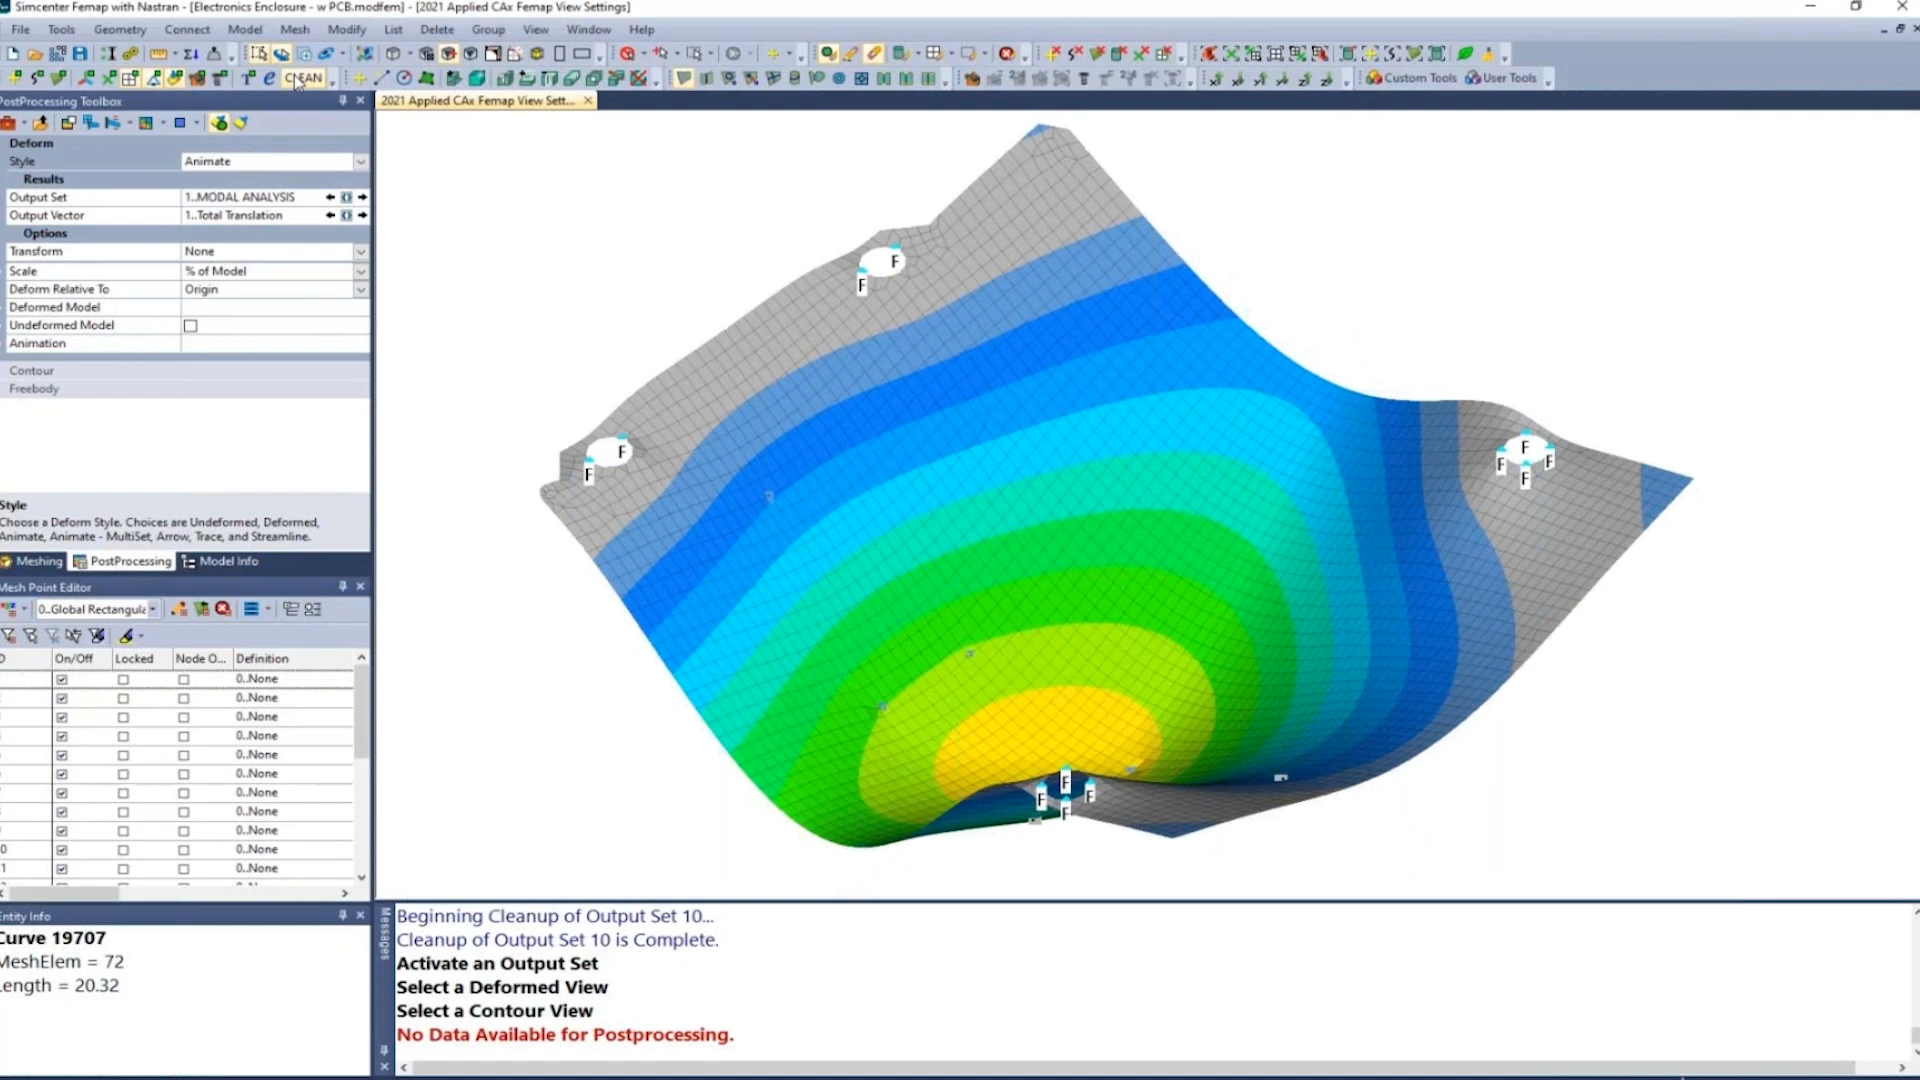 Simcenter Femap with Nastran - [Electronics Enclosure - w PCB.modfem] - [2021 Applied CAx Femap View Settings]
File Tools Geometry Connect Model Mesh Modify List Delete Group View Window Help
CLEAN Custom Tools User Tools
PostProcessing Toolbox
2021 Applied CAx Femap View Sett...
Deform
Style Animate
Results
Output Set 1..MODAL ANALYSIS
Output Vector 1..Total Translation
Options
Transform None
Scale % of Model
Deform Relative To Origin
Deformed Model
Undeformed Model
Animation
Contour
Freebody
Style
Choose a Deform Style. Choices are Undeformed, Deformed,
Animate, Animate - MultiSet, Arrow, Trace, and Streamline.
Meshing PostProcessing Model Info
Mesh Point Editor
0..Global Rectangula
On/Off Locked Node O... Definition
0..None
0..None
0..None
0..None
0..None
0..None
0..None
0..None
0..None
0 0..None
1 0..None
Entity Info
Curve 19707
MeshElem = 72
Length = 20.32
F
F
F
F
F
F
F
F
F
F
F
F
Messages
Beginning Cleanup of Output Set 10...
Cleanup of Output Set 10 is Complete.
Activate an Output Set
Select a Deformed View
Select a Contour View
No Data Available for Postprocessing.